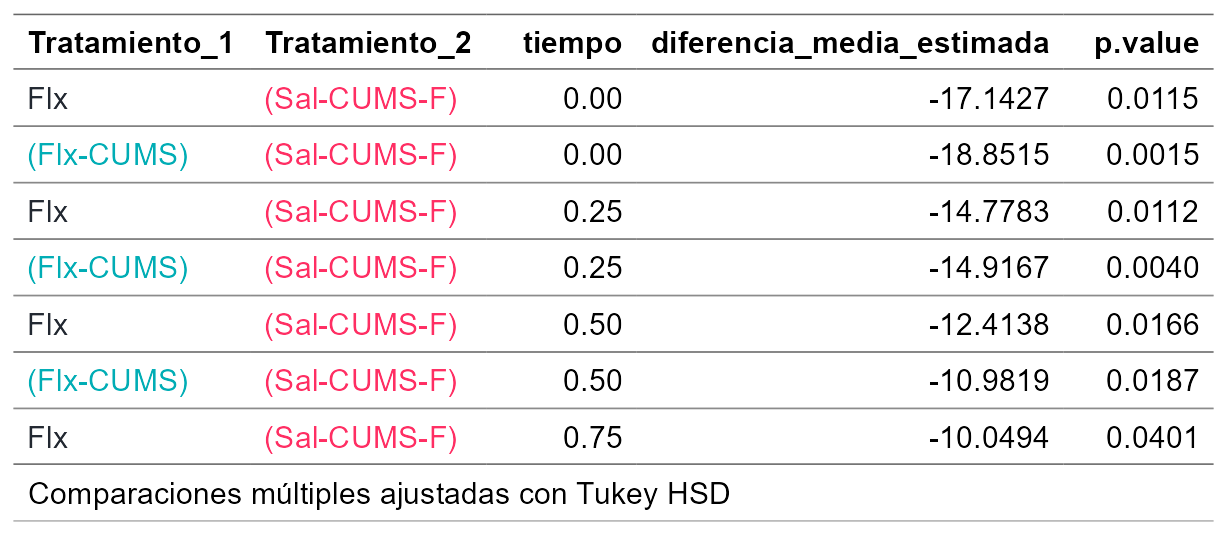 Tratamiento_1 Tratamiento_2 tiempo diferencia_media_estimada p.value
Flx (Sal-CUMS-F) 0.00 -17.1427 0.0115
(Flx-CUMS) (Sal-CUMS-F) 0.00 -18.8515 0.0015
Flx (Sal-CUMS-F) 0.25 -14.7783 0.0112
(Flx-CUMS) (Sal-CUMS-F) 0.25 -14.9167 0.0040
Flx (Sal-CUMS-F) 0.50 -12.4138 0.0166
(Flx-CUMS) (Sal-CUMS-F) 0.50 -10.9819 0.0187
Flx (Sal-CUMS-F) 0.75 -10.0494 0.0401
Comparaciones múltiples ajustadas con Tukey HSD